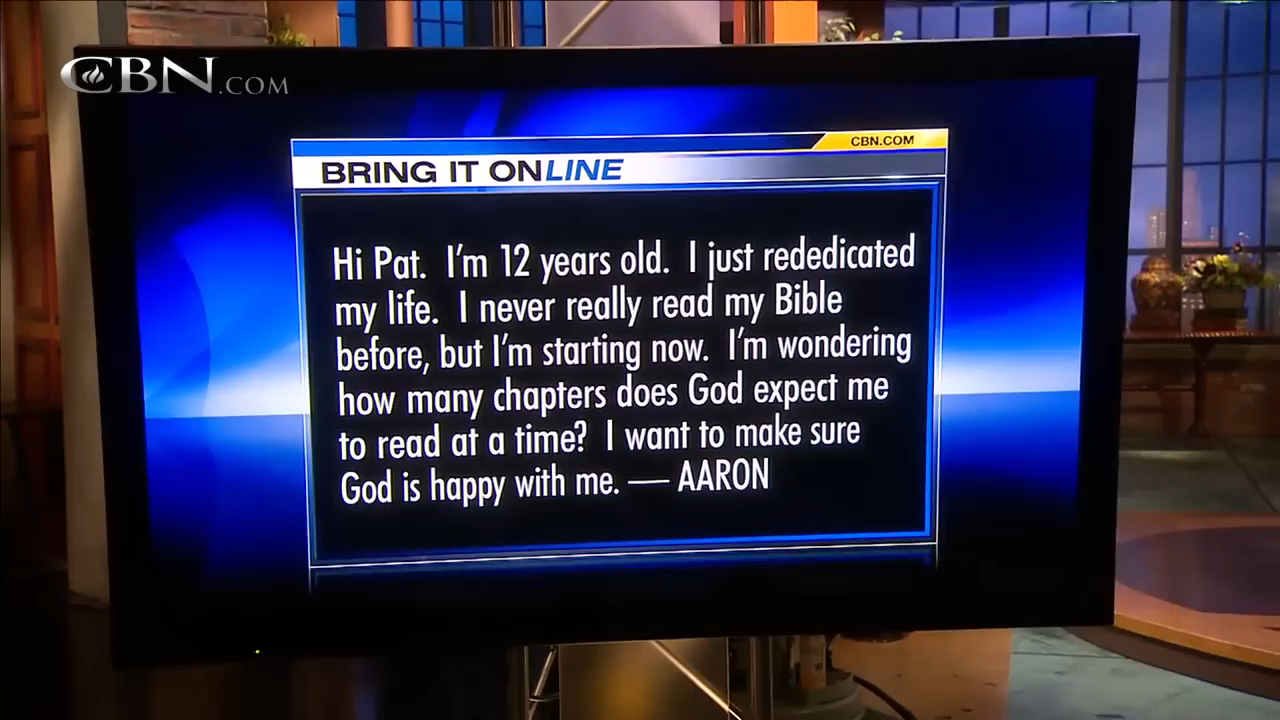 CBN.COM
CBN.COM
BRING IT ONLINE
Hi Pat. I'm 12 years old. I just rededicated
my life. I never really read my Bible
before, but I'm starting now. I'm wondering
how many chapters does God expect me
to read at a time? I want to make sure
God is happy with me. — AARON